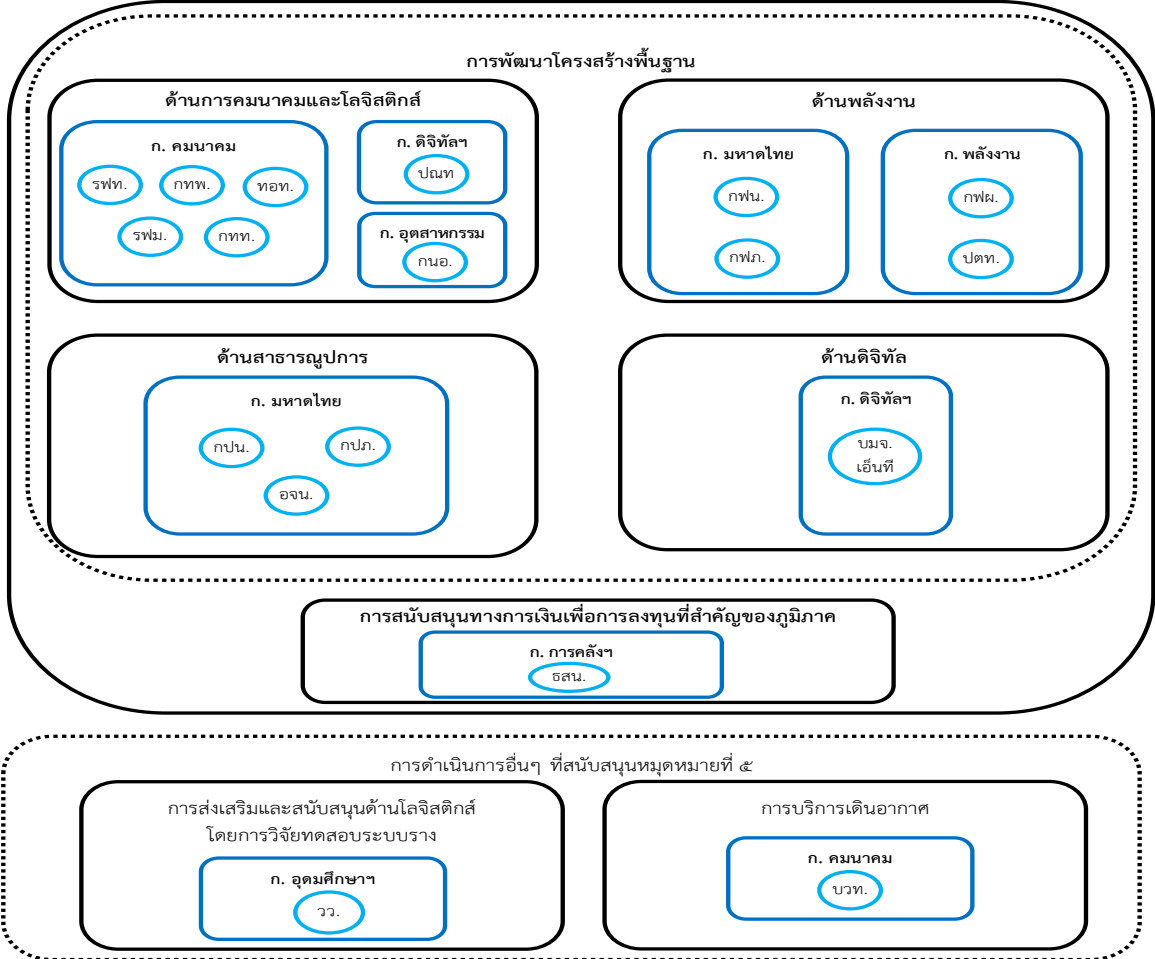 การพัฒนาโครงสร้างพื้นฐาน
ด้านการคมนาคมและโลจิสติกส์
ก. คมนาคม
รฟท.
กทพ.
ทอท.
รฟม.
กทท.
ก. ดิจิทัลฯ
ปณท
ก. อุตสาหกรรม
กนอ.
ด้านพลังงาน
ก. มหาดไทย
กฟน.
กฟภ.
ก. พลังงาน
กฟผ.
ปตท.
ด้านสาธารณูปการ
ก. มหาดไทย
กปน.
กปภ.
อจน.
ด้านดิจิทัล
ก. ดิจิทัลฯ
บมจ.
เอ็นที
การสนับสนุนทางการเงินเพื่อการลงทุนที่สำคัญของภูมิภาค
ก. การคลังฯ
ธสน.
การดำเนินการอื่นๆ ที่สนับสนุนหมุดหมายที่ ๕
การส่งเสริมและสนับสนุนด้านโลจิสติกส์
โดยการวิจัยทดสอบระบบราง
ก. อุดมศึกษาฯ
วว.
การบริการเดินอากาศ
ก. คมนาคม
บวท.